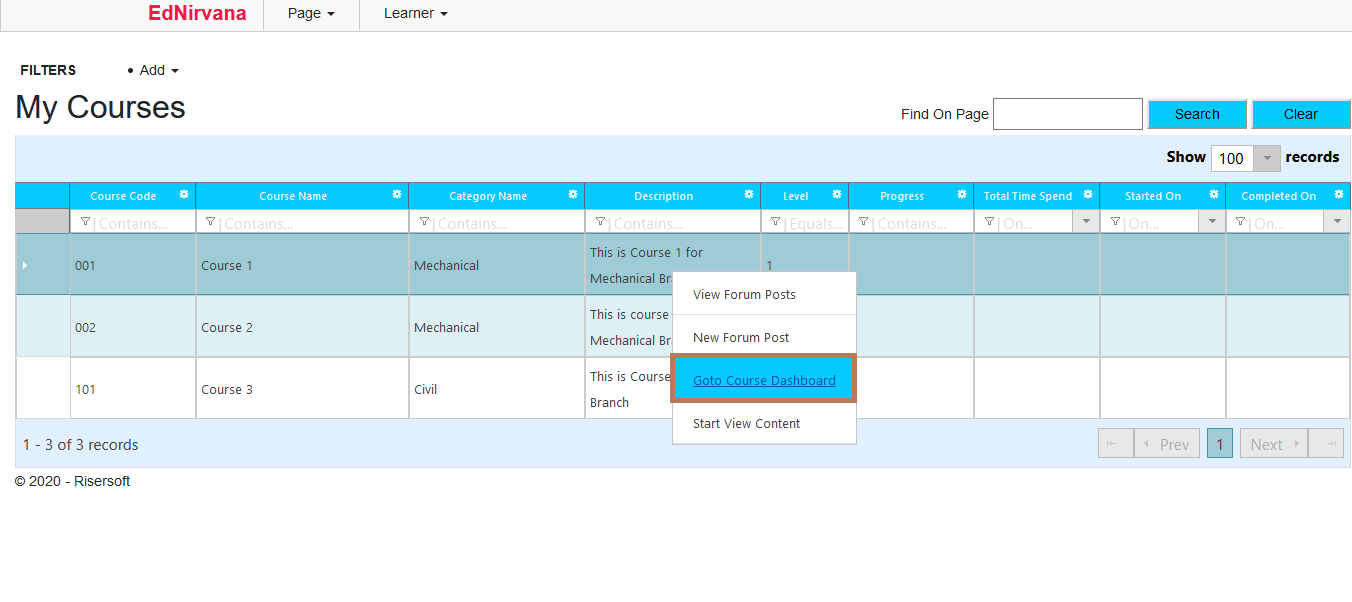 EdNirvana Page Learner
FILTERS • Add
My Courses
Find On Page Search Clear
Show 100 records
Course Code Course Name Category Name Description Level Progress Total Time Spend Started On Completed On
Contains... Contains... Contains... Contains... Equals... Contains... On... On... On...
001 Course 1 Mechanical This is Course 1 for 1
Mechanical Br
View Forum Posts
002 Course 2 Mechanical This is course
Mechanical Br
New Forum Post
Goto Course Dashboard
101 Course 3 Civil This is Course
Branch
Start View Content
1 - 3 of 3 records Prev 1 Next
© 2020 - Risersoft